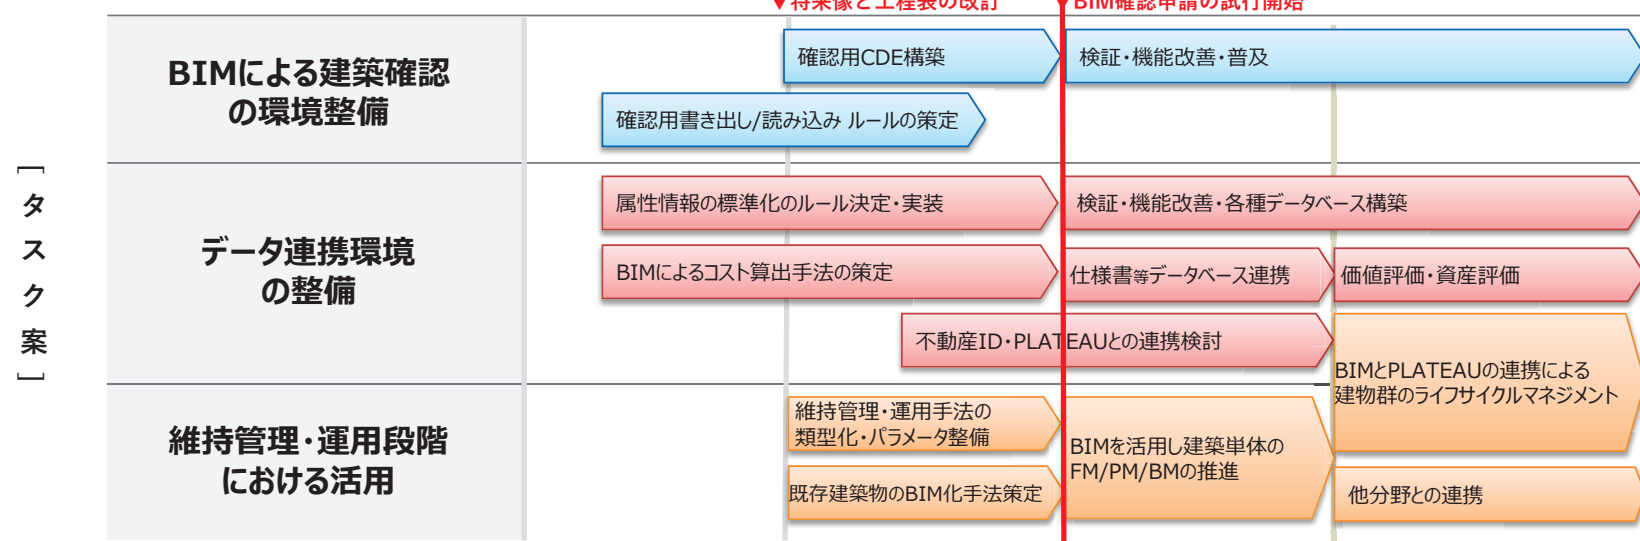 ▼将来像と工程表の改訂
▼BIM確認申請の試行開始
[タスク案]
BIMによる建築確認
の環境整備
確認用CDE構築
検証・機能改善・普及
確認用書き出し/読み込み ルールの策定
データ連携環境
の整備
属性情報の標準化のルール決定・実装
検証・機能改善・各種データベース構築
BIMによるコスト算出手法の策定
仕様書等データベース連携
価値評価・資産評価
不動産ID・PLATEAUとの連携検討
BIMとPLATEAUの連携による
建物群のライフサイクルマネジメント
維持管理・運用段階
における活用
維持管理・運用手法の
類型化・パラメータ整備
BIMを活用し建築単体の
FM/PM/BMの推進
既存建築物のBIM化手法策定
他分野との連携